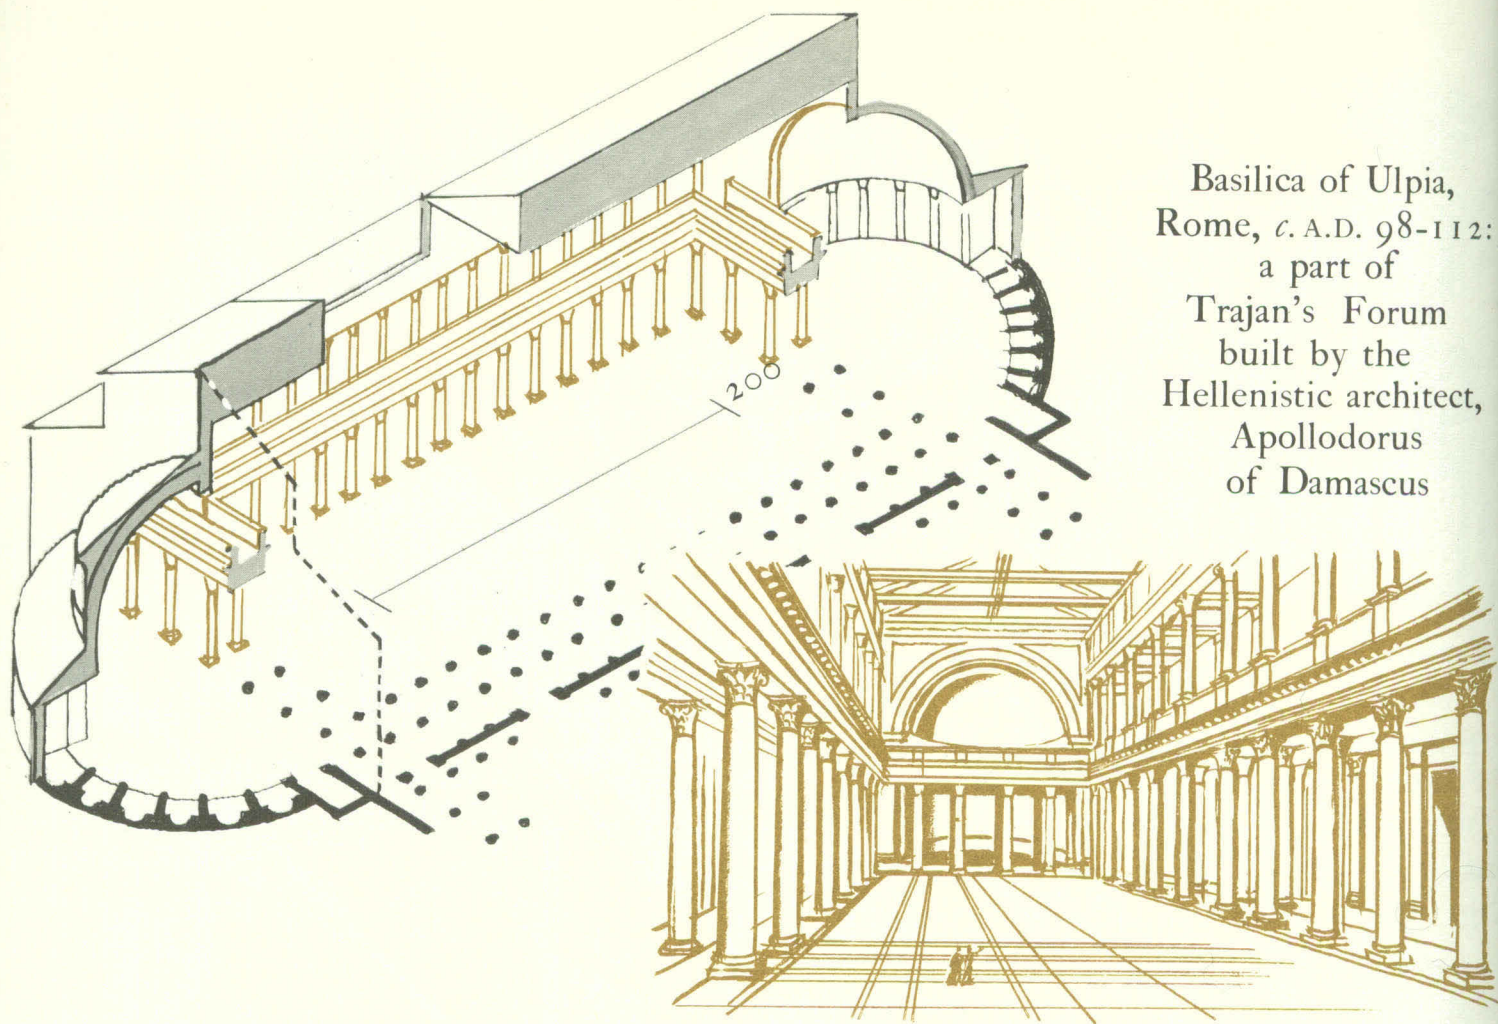 Basilica of Ulpia,
Rome, c. A.D. 98-112:
a part of
Trajan's Forum
built by the
Hellenistic architect,
Apollodorus
of Damascus
200